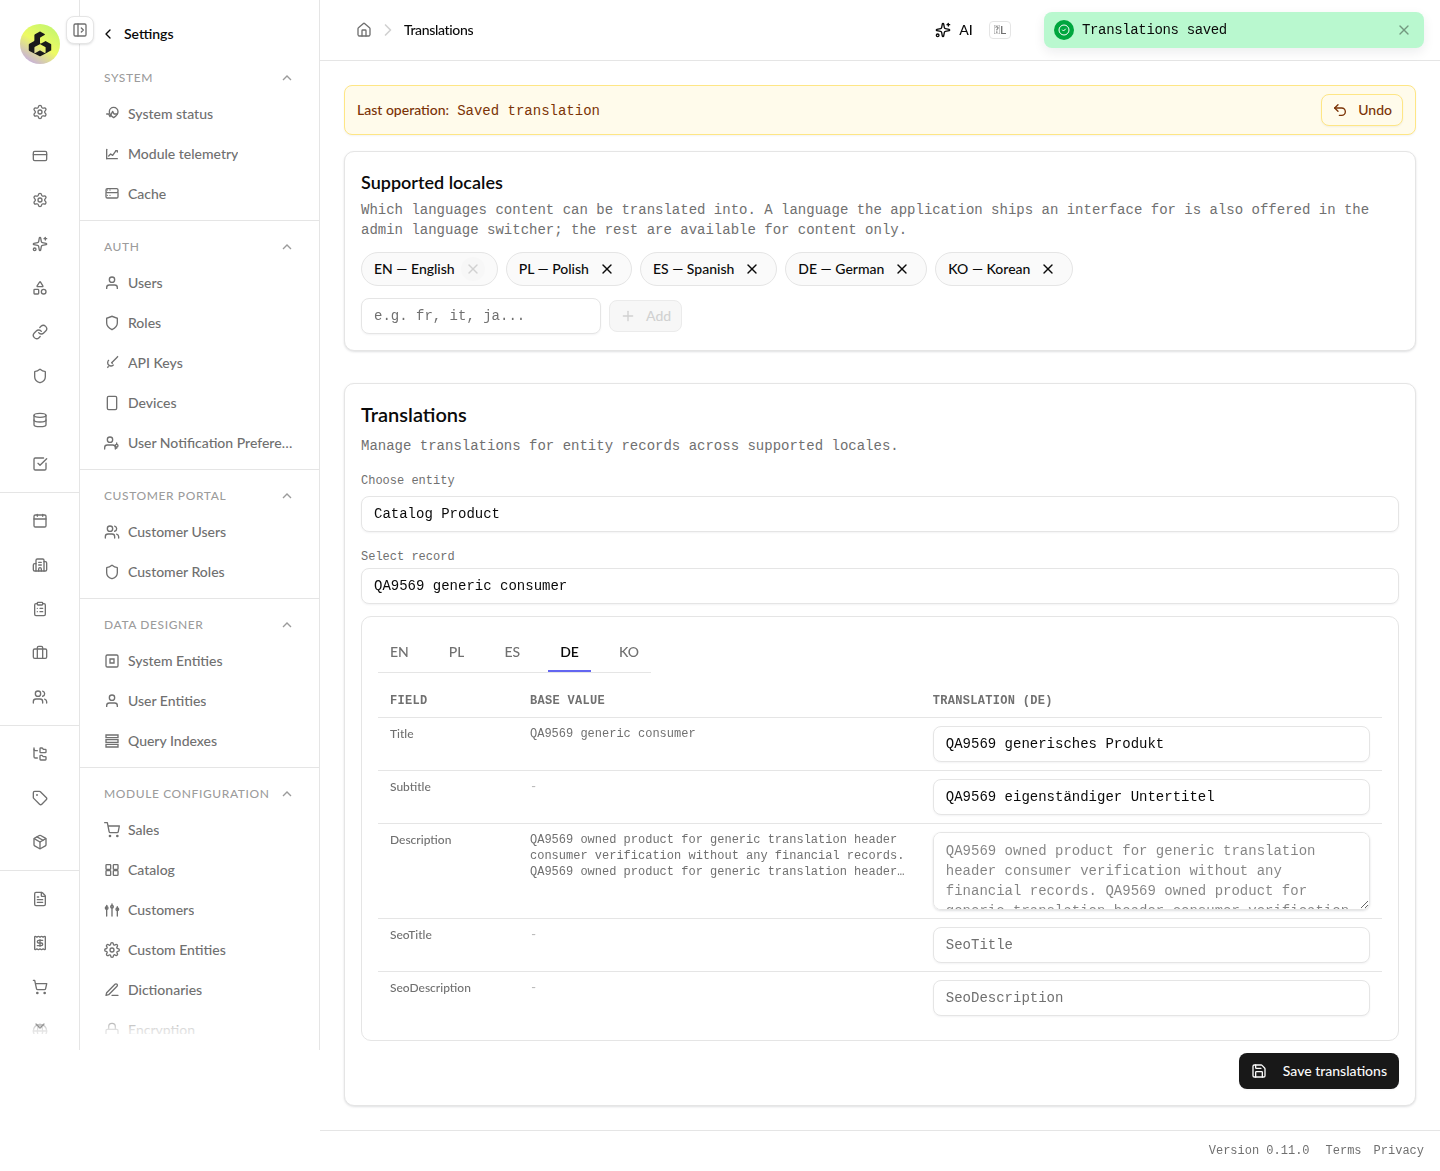 Settings
SYSTEM
System status
Module telemetry
Cache
AUTH
Users
Roles
API Keys
Devices
User Notification Prefere...
CUSTOMER PORTAL
Customer Users
Customer Roles
DATA DESIGNER
System Entities
User Entities
Query Indexes
MODULE CONFIGURATION
Sales
Catalog
Customers
Custom Entities
Dictionaries
Encryption
Translations
AI
L
Translations saved
Last operation: Saved translation
Undo
Supported locales
Which languages content can be translated into. A language the application ships an interface for is also offered in the
admin language switcher; the rest are available for content only.
EN — English
PL — Polish
ES — Spanish
DE — German
KO — Korean
e.g. fr, it, ja...
Add
Translations
Manage translations for entity records across supported locales.
Choose entity
Catalog Product
Select record
QA9569 generic consumer
EN PL ES DE KO
FIELD BASE VALUE TRANSLATION (DE)
Title QA9569 generic consumer QA9569 generisches Produkt
Subtitle - QA9569 eigenständiger Untertitel
Description
QA9569 owned product for generic translation header
consumer verification without any financial records.
QA9569 owned product for generic translation header…
QA9569 owned product for generic translation
header consumer verification without any
financial records. QA9569 owned product for
generic translation header consumer verification
SeoTitle - SeoTitle
SeoDescription - SeoDescription
Save translations
Version 0.11.0 Terms Privacy